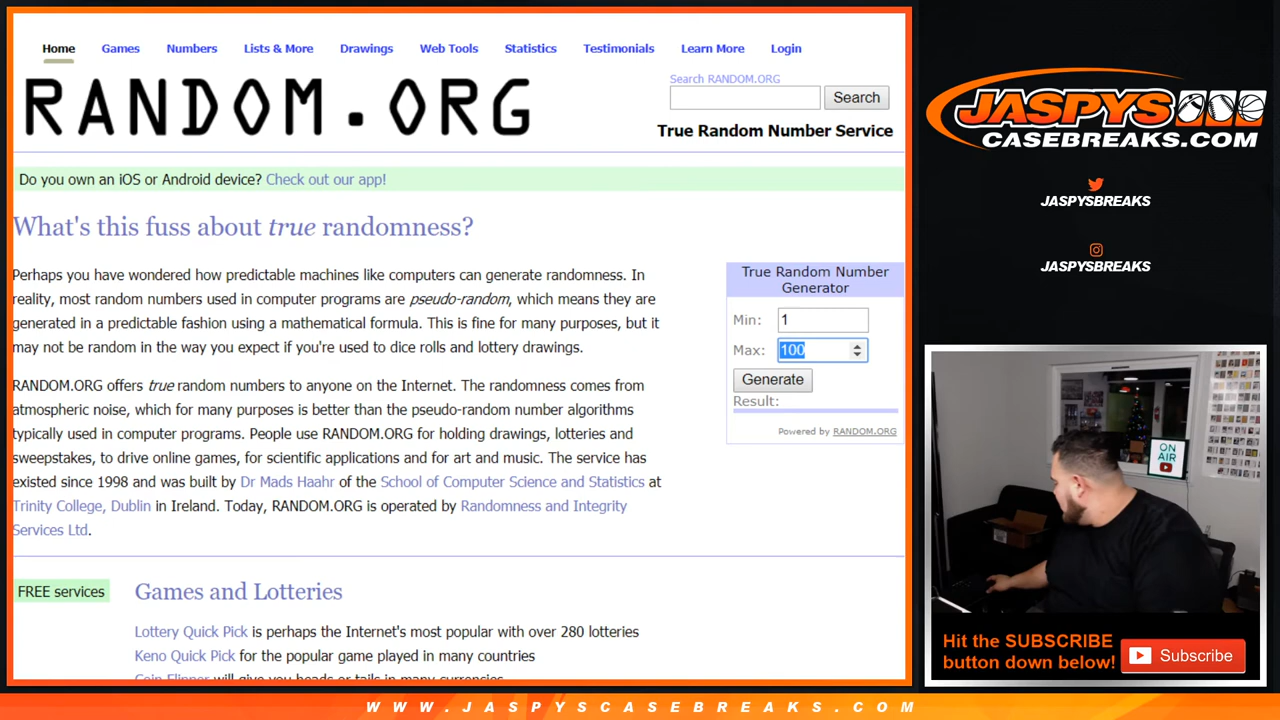 Home Games Numbers Lists & More Drawings Web Tools Statistics Testimonials Learn More Login
RANDOM.ORG
Search RANDOM.ORG
Search
True Random Number Service
Do you own an iOS or Android device? Check out our app!
What's this fuss about true randomness?
Perhaps you have wondered how predictable machines like computers can generate randomness. In
reality, most random numbers used in computer programs are pseudo-random, which means they are
generated in a predictable fashion using a mathematical formula. This is fine for many purposes, but it
may not be random in the way you expect if you're used to dice rolls and lottery drawings.
RANDOM.ORG offers true random numbers to anyone on the Internet. The randomness comes from
atmospheric noise, which for many purposes is better than the pseudo-random number algorithms
typically used in computer programs. People use RANDOM.ORG for holding drawings, lotteries and
sweepstakes, to drive online games, for scientific applications and for art and music. The service has
existed since 1998 and was built by Dr Mads Haahr of the School of Computer Science and Statistics at
Trinity College, Dublin in Ireland. Today, RANDOM.ORG is operated by Randomness and Integrity
Services Ltd.
True Random Number
Generator
Min: 1
Max: 100
Generate
Result:
Powered by RANDOM.ORG
FREE services
Games and Lotteries
Lottery Quick Pick is perhaps the Internet's most popular with over 280 lotteries
Keno Quick Pick for the popular game played in many countries
Coin Flipper will give you heads or tails in many currencies
JASPYS
CASEBREAKS.COM
JASPYSBREAKS
JASPYSBREAKS
ON
AIR
Hit the SUBSCRIBE
button down below!
Subscribe
WWW.JASPYSCASEBREAKS.COM